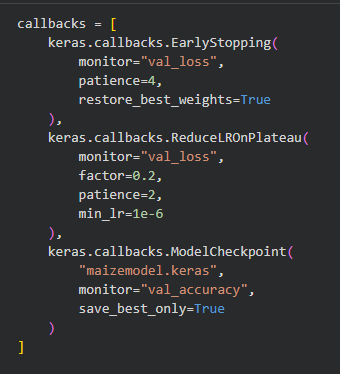 callbacks = [
    keras.callbacks.EarlyStopping(
        monitor="val_loss",
        patience=4,
        restore_best_weights=True
    ),
    keras.callbacks.ReduceLROnPlateau(
        monitor="val_loss",
        factor=0.2,
        patience=2,
        min_lr=1e-6
    ),
    keras.callbacks.ModelCheckpoint(
        "maizemodel.keras",
        monitor="val_accuracy",
        save_best_only=True
    )
]